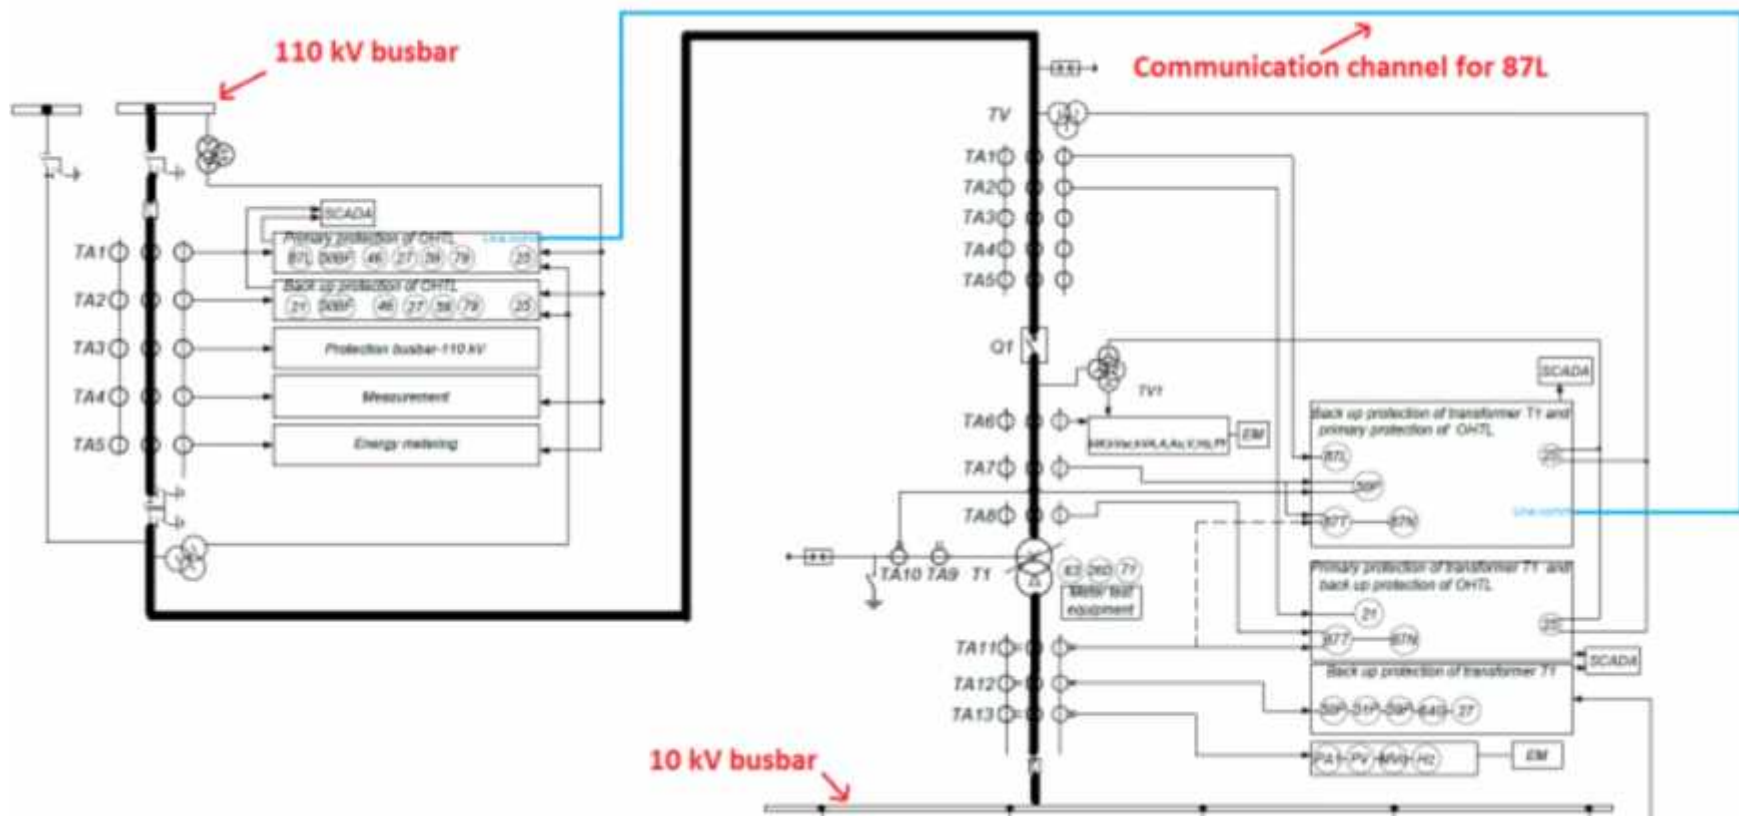 110 kV busbar
Communication channel for 87L
TV
TA1
TA2
TA3
TA4
TA5
SCADA
Primary protection of OHTL
87L 50BF 46 27 59 79 25
TA1
Back up protection of OHTL
21 50BF 46 27 59 79 25
TA2
TA3
Protection busbar-110 kV
TA4
Measurement
TA5
Energy metering
Q1
TV1
SCADA
TA6
EM
TA7
TA8
Back up protection of transformer T1 and
primary protection of OHTL
87L
25
50P
87T 87N
TA10 TA9 T1
63 26D 71
Meter test
equipment
Primary protection of transformer T1 and
back up protection of OHTL
21
25
87T 87N
TA11
TA12
TA13
SCADA
Back up protection of transformer T1
27
PA PV Hz
EM
10 kV busbar